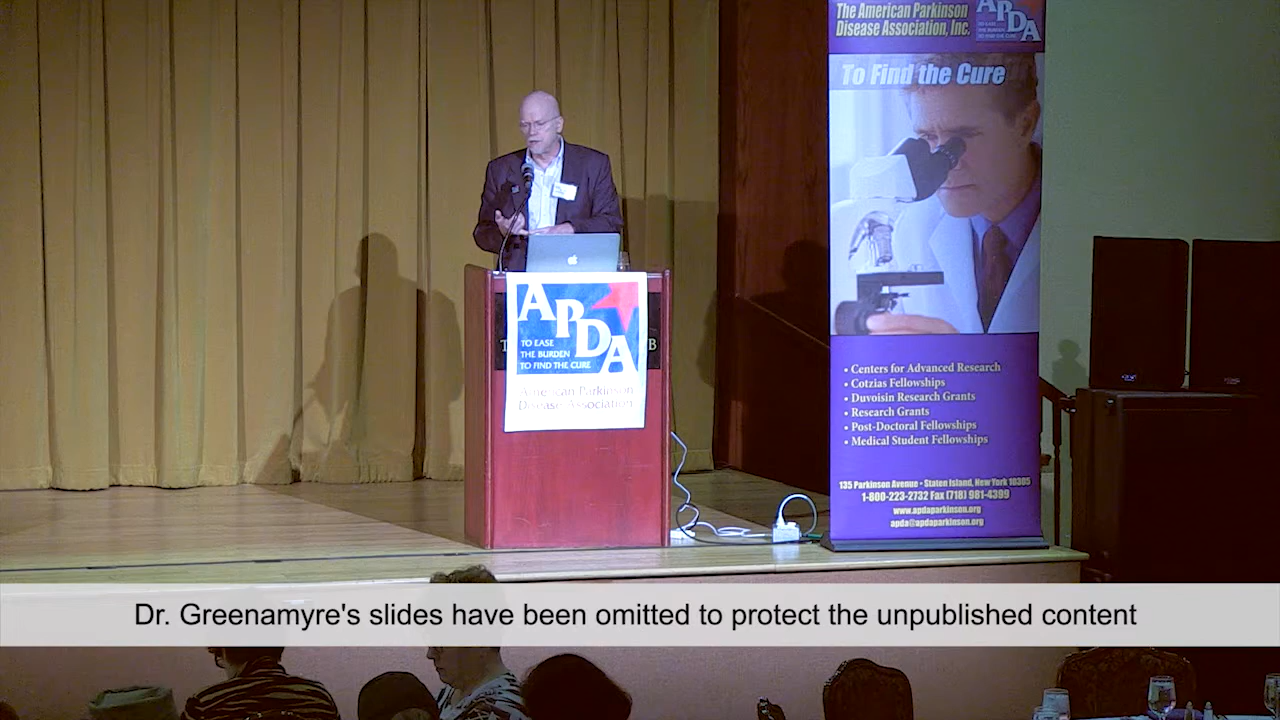 The American Parkinson
Disease Association, Inc.
APDA
To Find the Cure
APDA
TO EASE
THE BURDEN
TO FIND THE CURE
American Parkinson
Disease Association
• Centers for Advanced Research
• Cotzias Fellowships
• Duvoisin Research Grants
• Research Grants
• Post-Doctoral Fellowships
• Medical Student Fellowships
135 Parkinson Avenue • Staten Island, New York 10305
1-800-223-2732 Fax (718) 981-4399
www.apdaparkinson.org
apda@apdaparkinson.org
Dr. Greenamyre's slides have been omitted to protect the unpublished content